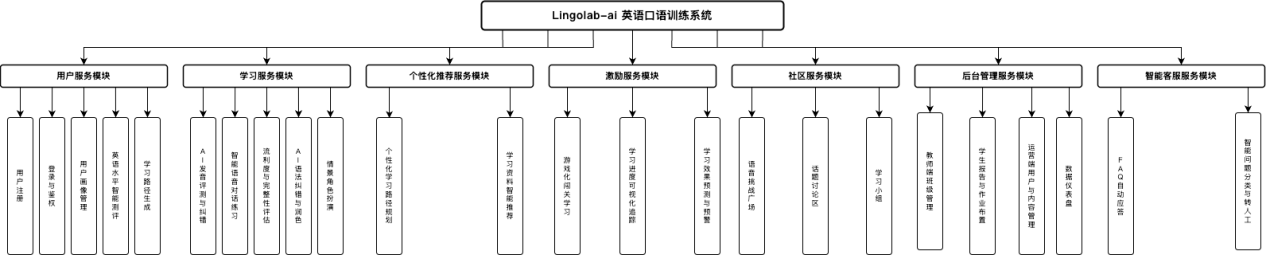 Lingolab-ai 英语口语训练系统
用户服务模块
学习服务模块
个性化推荐服务模块
激励服务模块
社区服务模块
后台管理服务模块
智能客服服务模块
用户注册
登录与鉴权
用户画像管理
英语水平智能测评
学习路径生成
AI发音评测与纠错
智能语音对话练习
流利度与完整性评估
AI语法纠错与润色
情景角色扮演
个性化学习路径规划
学习资料智能推荐
游戏化闯关学习
学习进度可视化追踪
学习效果预测与预警
语音挑战广场
话题讨论区
学习小组
教师端班级管理
学生报告与作业布置
运营端用户与内容管理
数据仪表盘
FAQ自动应答
智能问题分类与转人工